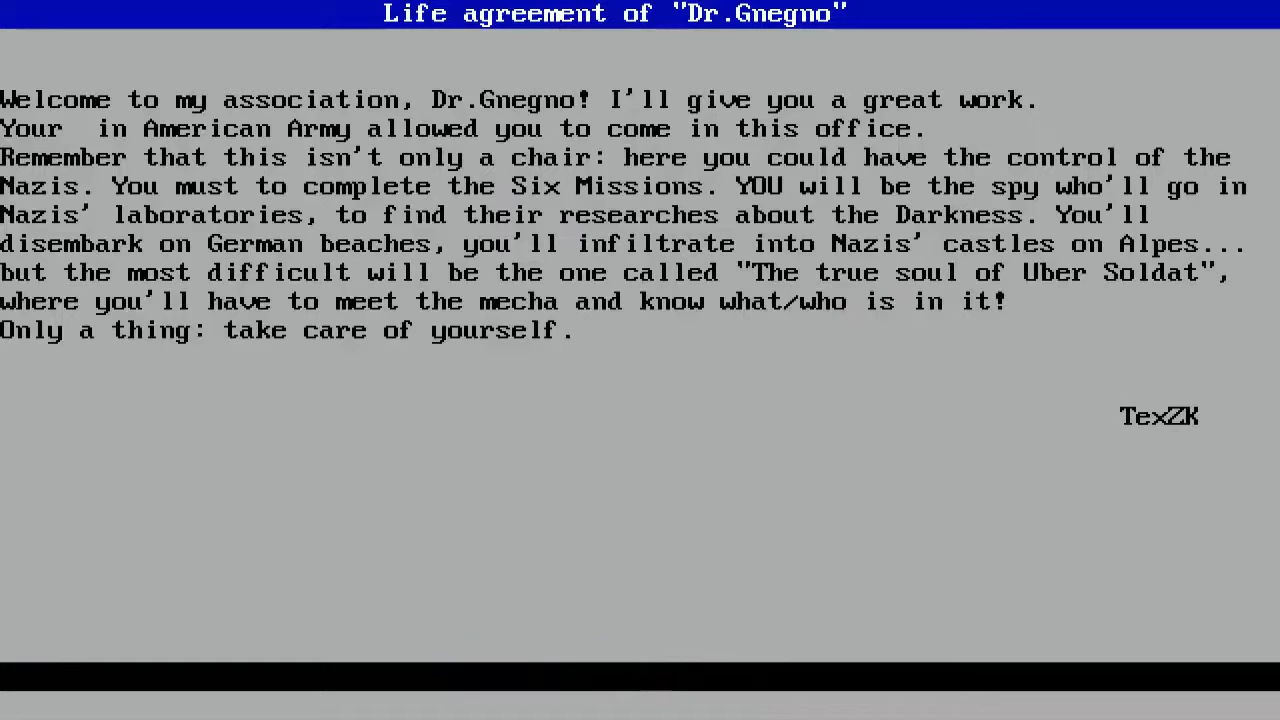 Life agreement of "Dr.Gnegno"
Welcome to my association, Dr.Gnegno! I'll give you a great work.
Your  in American Army allowed you to come in this office.
Remember that this isn't only a chair: here you could have the control of the
Nazis. You must to complete the Six Missions. YOU will be the spy who'll go in
Nazis' laboratories, to find their researches about the Darkness. You'll
disembark on German beaches, you'll infiltrate into Nazis' castles on Alpes...
but the most difficult will be the one called "The true soul of Uber Soldat",
where you'll have to meet the mecha and know what/who is in it!
Only a thing: take care of yourself.
TexZK